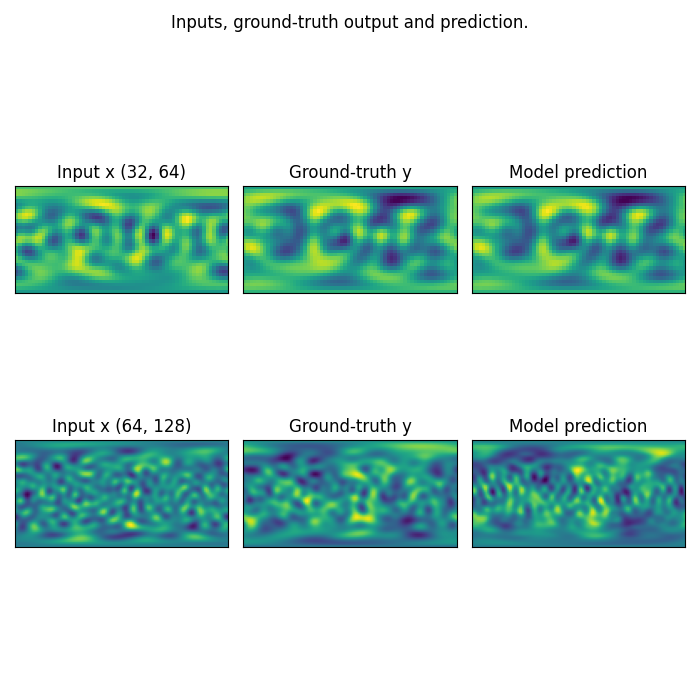 Inputs, ground-truth output and prediction.
Input x (32, 64)
Ground-truth y
Model prediction
Input x (64, 128)
Ground-truth y
Model prediction